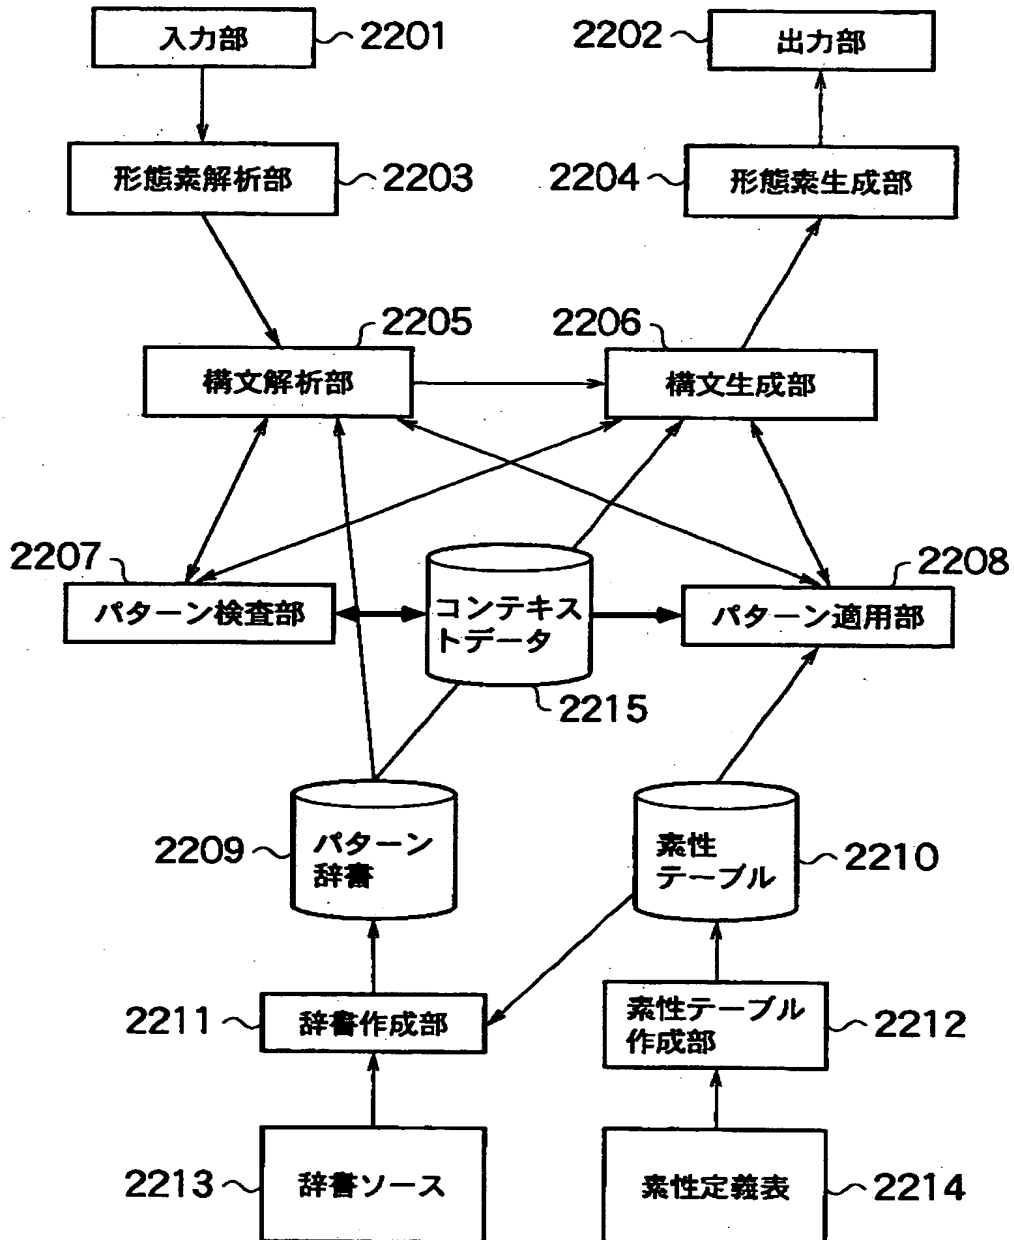 入力部
2201
2202
出力部
形態素解析部
2203
2204
形態素生成部
2205
構文解析部
2206
構文生成部
2207
パターン検査部
コンテキス
トデータ
2215
2208
パターン適用部
2209
パターン
辞書
素性
テーブル
2210
2211
辞書作成部
素性テーブル
作成部
2212
2213
辞書ソース
素性定義表
2214